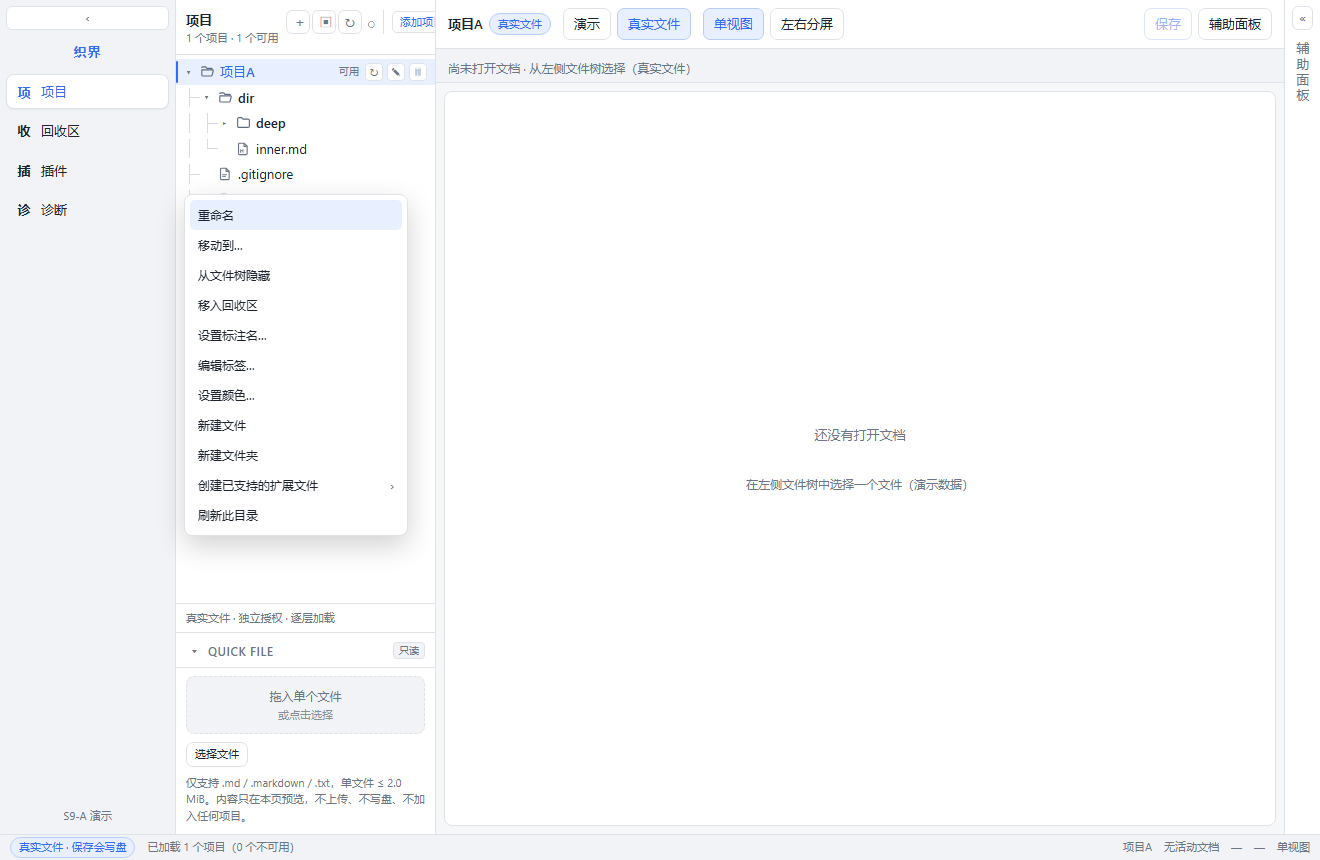 ‹
织界
项 项目
收 回收区
插 插件
诊 诊断
S9-A 演示
项目
1 个项目 · 1 个可用
添加项
项目A 可用
dir
deep
inner.md
.gitignore
重命名
移动到...
从文件树隐藏
移入回收区
设置标注名...
编辑标签...
设置颜色...
新建文件
新建文件夹
创建已支持的扩展文件 ›
刷新此目录
真实文件 · 独立授权 · 逐层加载
QUICK FILE 只读
拖入单个文件
或点击选择
选择文件
仅支持 .md / .markdown / .txt，单文件 ≤ 2.0
MiB。内容只在本页预览，不上传、不写盘、不加
入任何项目。
项目A 真实文件 演示 真实文件 单视图 左右分屏 保存 辅助面板
尚未打开文档 · 从左侧文件树选择（真实文件）
还没有打开文档
在左侧文件树中选择一个文件（演示数据）
«
辅助面板
真实文件 · 保存会写盘 已加载 1 个项目（0 个不可用） 项目A 无活动文档 — — 单视图